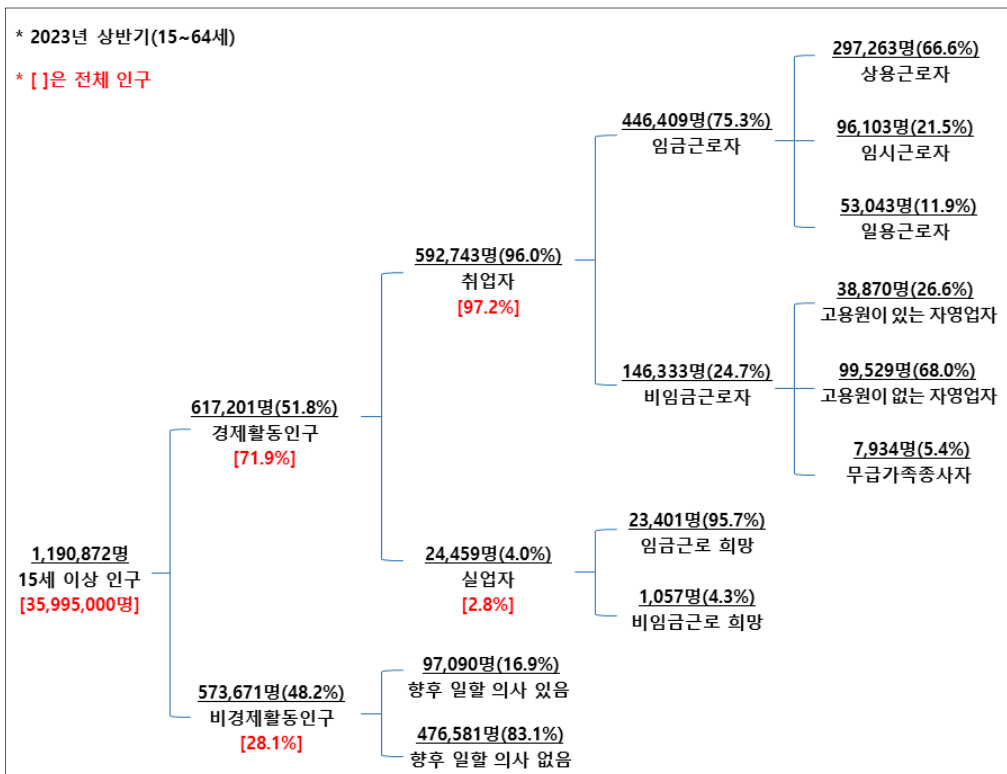 * 2023년 상반기(15~64세)
* [ ]은 전체 인구
1,190,872명
15세 이상 인구
[35,995,000명]
617,201명(51.8%)
경제활동인구
[71.9%]
573,671명(48.2%)
비경제활동인구
[28.1%]
592,743명(96.0%)
취업자
[97.2%]
24,459명(4.0%)
실업자
[2.8%]
97,090명(16.9%)
향후 일할 의사 있음
476,581명(83.1%)
향후 일할 의사 없음
446,409명(75.3%)
임금근로자
146,333명(24.7%)
비임금근로자
23,401명(95.7%)
임금근로 희망
1,057명(4.3%)
비임금근로 희망
297,263명(66.6%)
상용근로자
96,103명(21.5%)
임시근로자
53,043명(11.9%)
일용근로자
38,870명(26.6%)
고용원이 있는 자영업자
99,529명(68.0%)
고용원이 없는 자영업자
7,934명(5.4%)
무급가족종사자